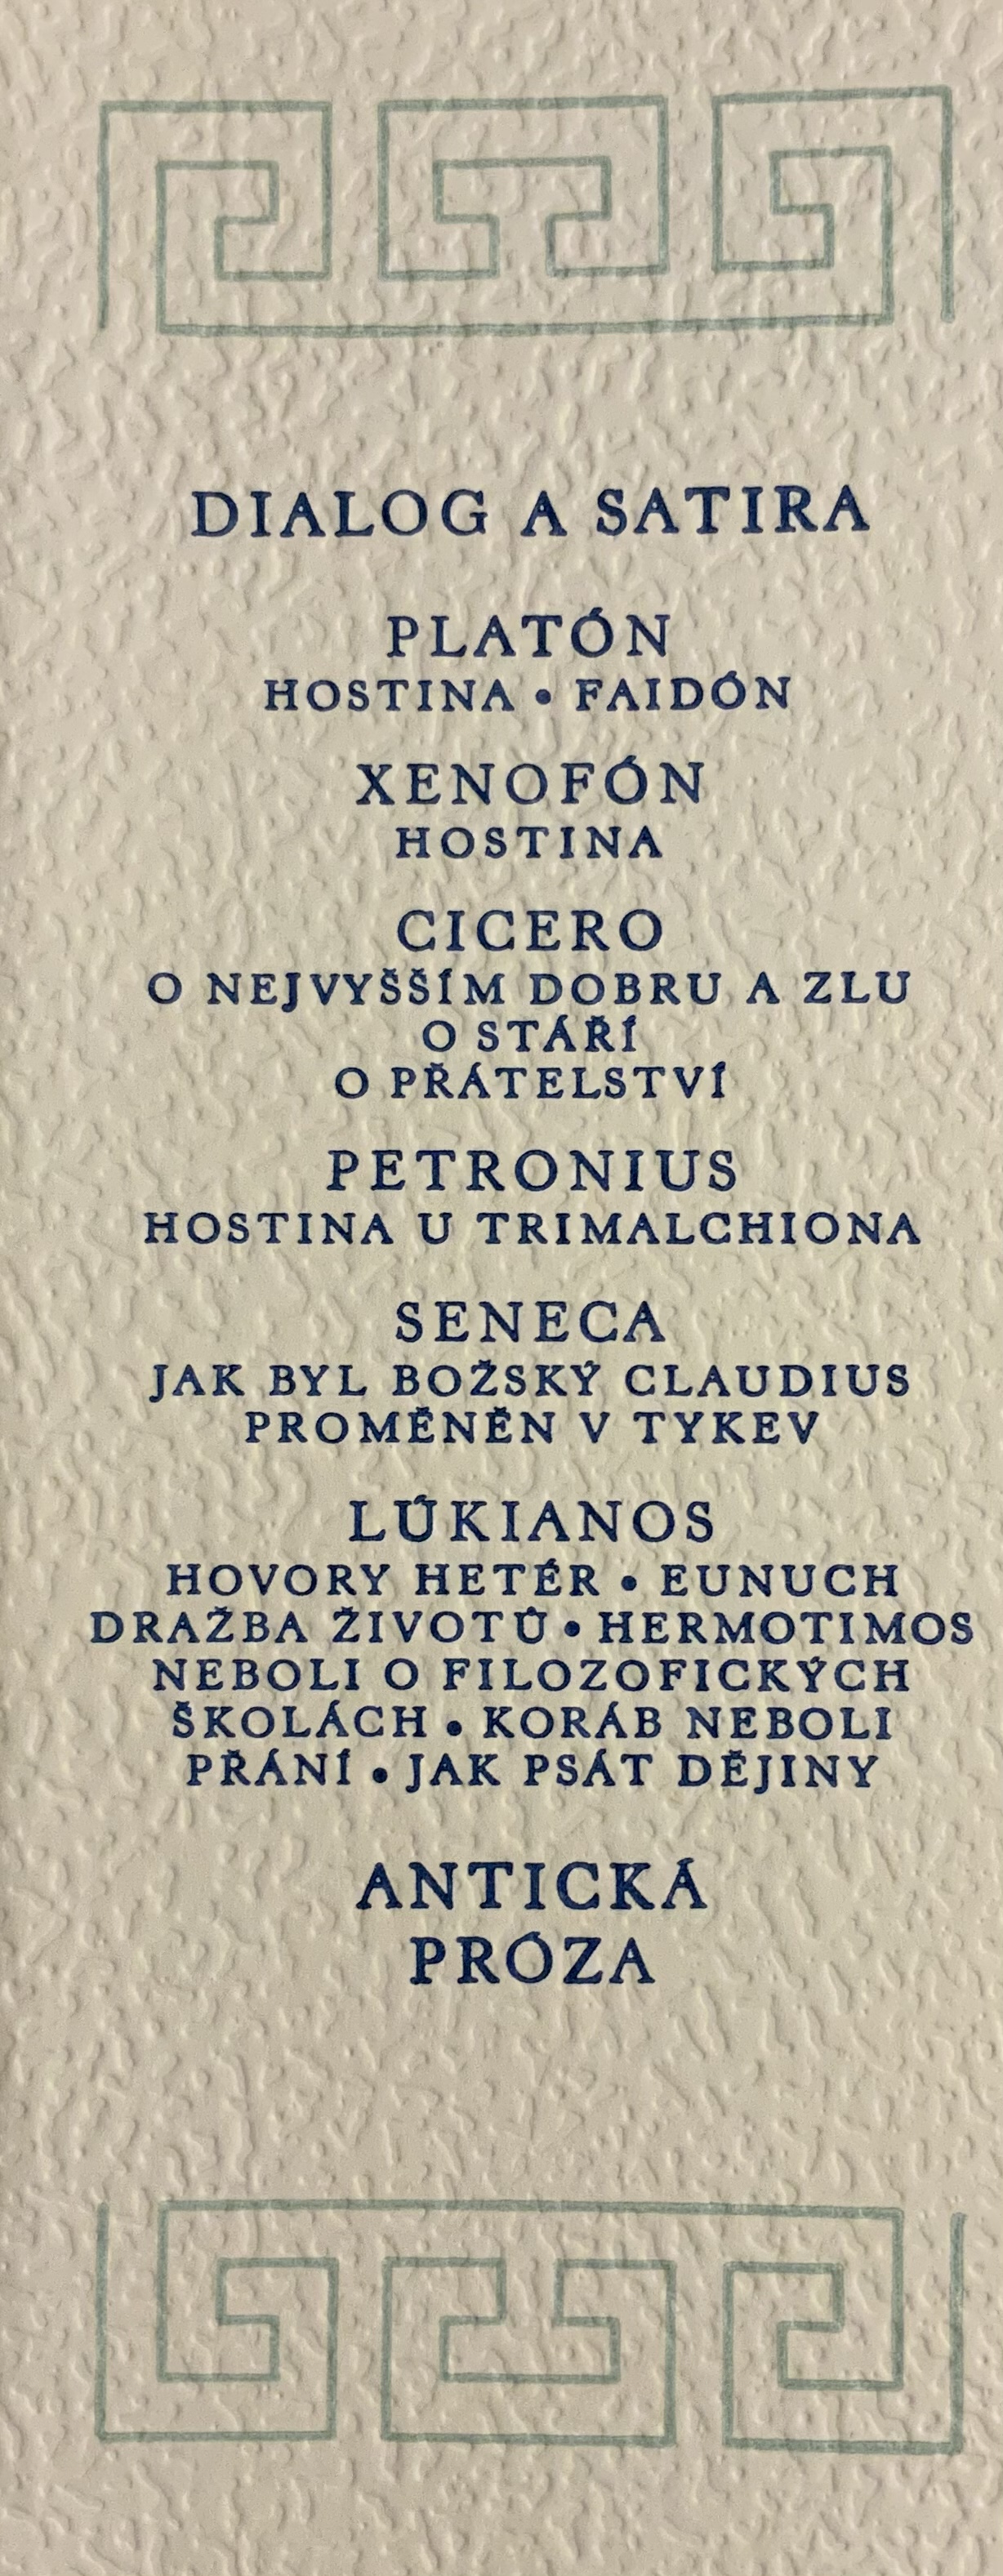 DIALOG A SATIRA
PLATÓN
HOSTINA • FAIDÓN
XENOFÓN
HOSTINA
CICERO
O NEJVYŠŠÍM DOBRU A ZLU
O STÁŘÍ
O PŘÁTELSTVÍ
PETRONIUS
HOSTINA U TRIMALCHIONA
SENECA
JAK BYL BOŽSKÝ CLAUDIUS
PROMĚNĚN V TYKEV
LÚKIANOS
HOVORY HETÉR • EUNUCH
DRAŽBA ŽIVOTŮ • HERMOTIMOS
NEBOLI O FILOZOFICKÝCH
ŠKOLÁCH • KORÁB NEBOLI
PŘÁNÍ • JAK PSÁT DĚJINY
ANTICKÁ
PRÓZA